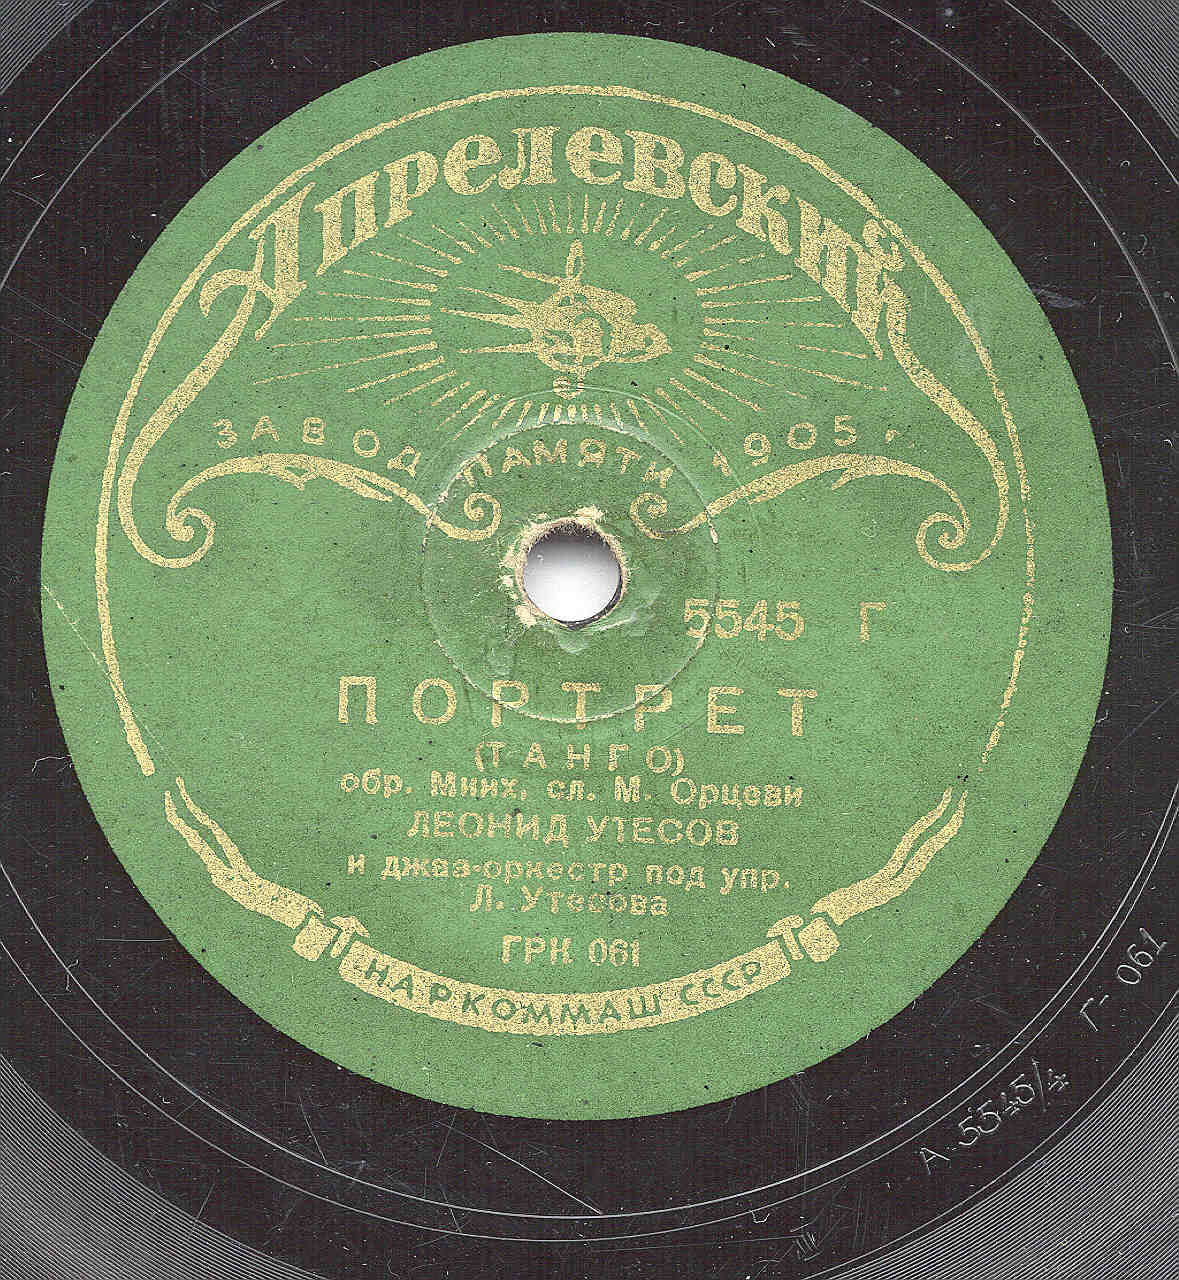 Апрелевский
ЗАВОД ПАМЯТИ 1905 г.
5545 Г
ПОРТРЕТ
(ТАНГО)
обр. Миих, сл. М. Орцеви
ЛЕОНИД УТЕСОВ
и джаз-оркестр под упр.
Л. Утесова
ГРК 061
НАРКОММАШ СССР
А 5545/4 Г- 061